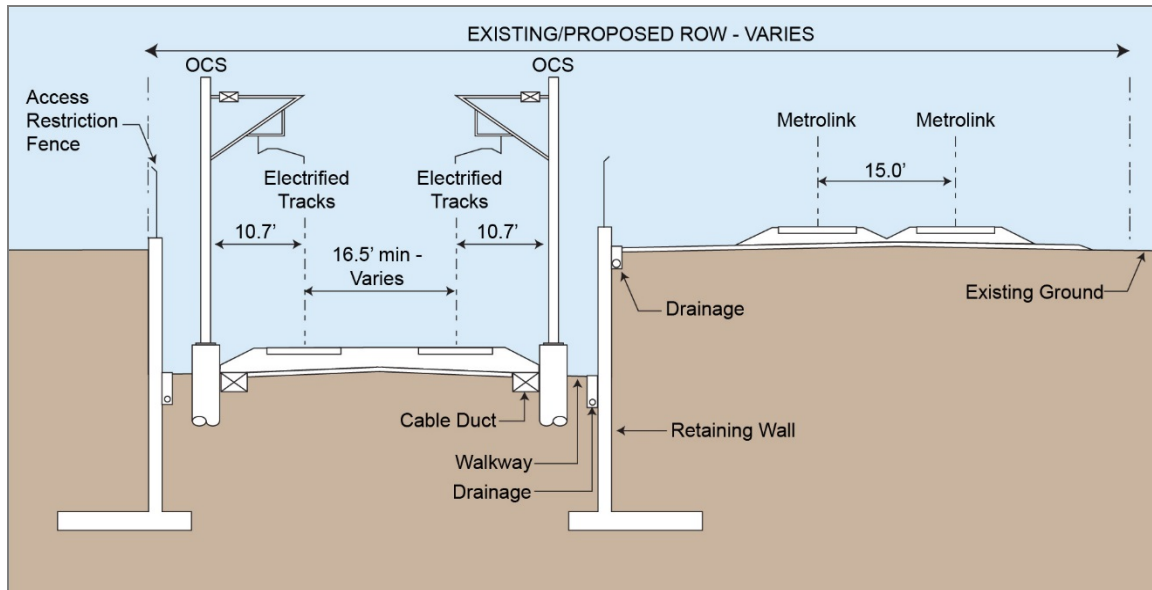 EXISTING/PROPOSED ROW - VARIES
OCS
OCS
Access
Restriction
Fence
Metrolink
Metrolink
15.0’
Electrified
Tracks
Electrified
Tracks
10.7’
10.7’
16.5’ min -
Varies
Drainage
Existing Ground
Cable Duct
Retaining Wall
Walkway
Drainage